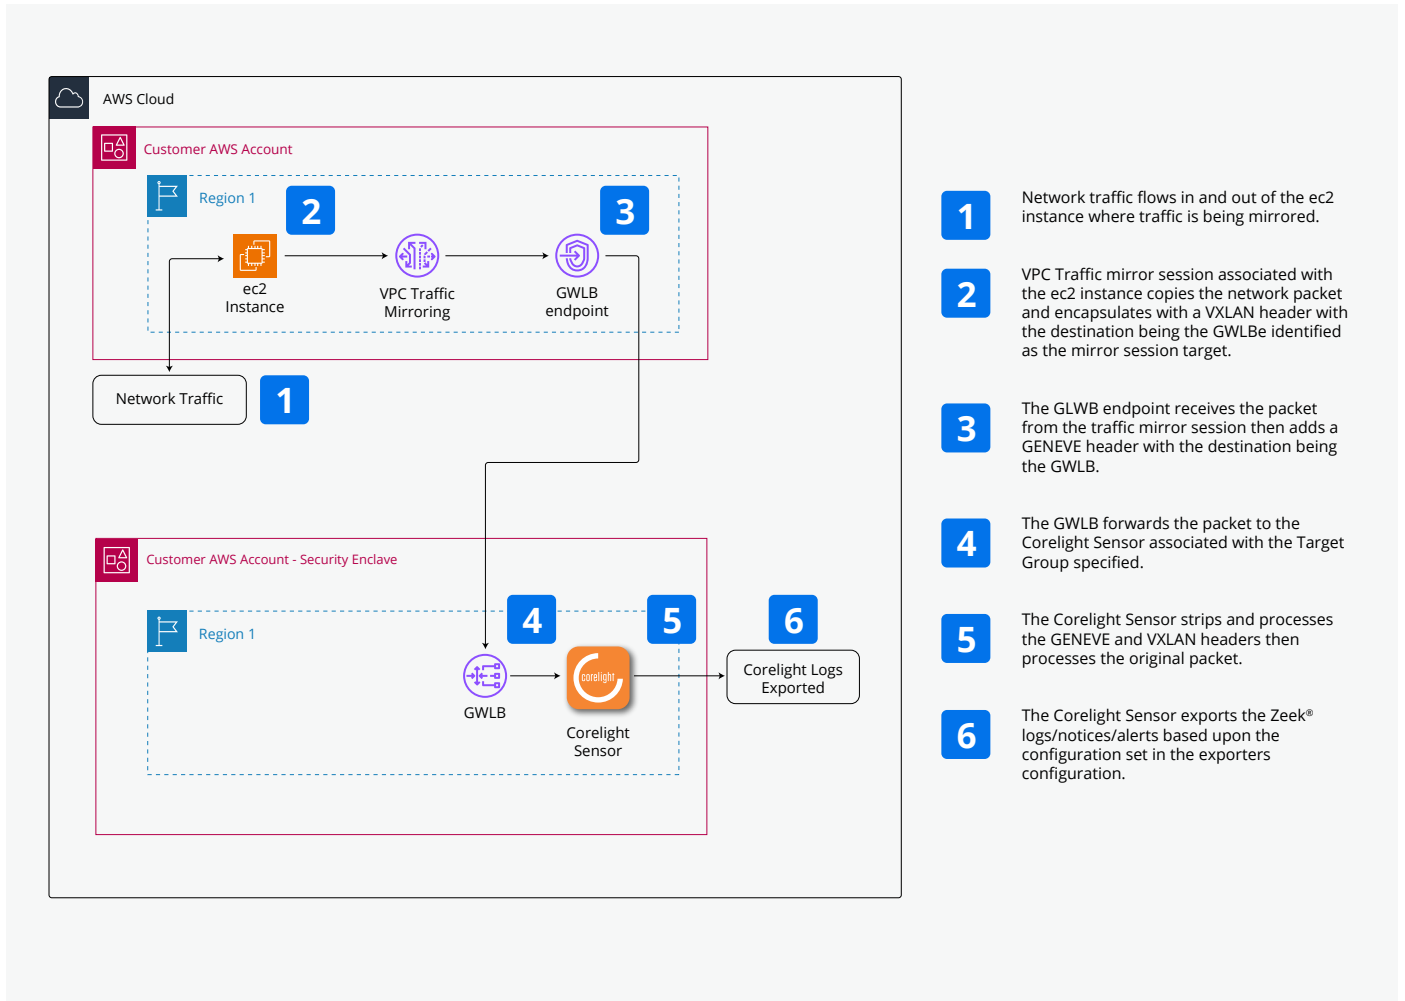 AWS Cloud
Customer AWS Account
Region 1
2
3
ec2
Instance
VPC Traffic
Mirroring
GWLB
endpoint
Network Traffic
1
Customer AWS Account - Security Enclave
Region 1
4
5
6
GWLB
corelight
Corelight
Sensor
Corelight Logs
Exported
1
Network traffic flows in and out of the ec2
instance where traffic is being mirrored.
2
VPC Traffic mirror session associated with
the ec2 instance copies the network packet
and encapsulates with a VXLAN header with
the destination being the GWLBe identified
as the mirror session target.
3
The GLWB endpoint receives the packet
from the traffic mirror session then adds a
GENEVE header with the destination being
the GWLB.
4
The GWLB forwards the packet to the
Corelight Sensor associated with the Target
Group specified.
5
The Corelight Sensor strips and processes
the GENEVE and VXLAN headers then
processes the original packet.
6
The Corelight Sensor exports the Zeek®
logs/notices/alerts based upon the
configuration set in the exporters
configuration.